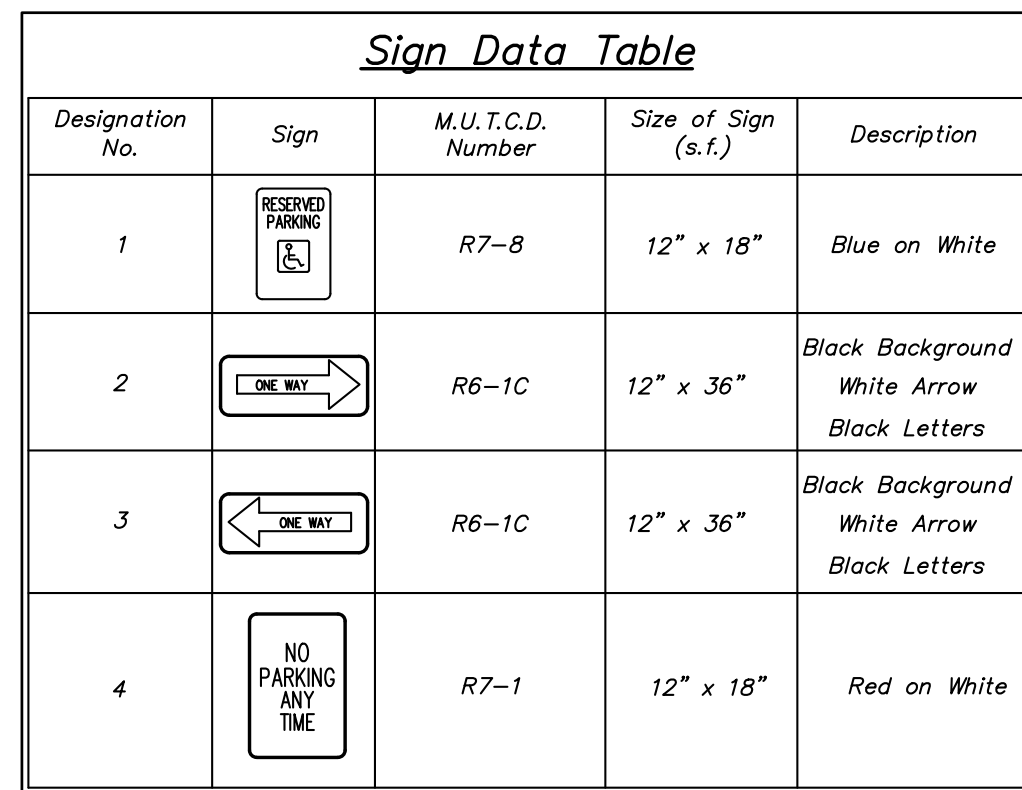 Sign Data Table
Designation
No.
Sign
M.U.T.C.D.
Number
Size of Sign
(s.f.)
Description
1
RESERVED
PARKING
R7-8
12" x 18"
Blue on White
2
ONE WAY
R6-1C
12" x 36"
Black Background
White Arrow
Black Letters
3
ONE WAY
R6-1C
12" x 36"
Black Background
White Arrow
Black Letters
4
NO
PARKING
ANY
TIME
R7-1
12" x 18"
Red on White